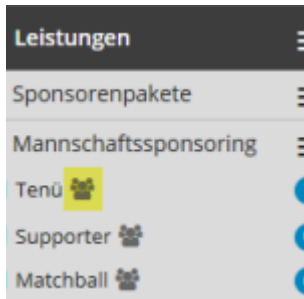 Leistungen
Sponsorenpakete
Mannschaftssponsoring
Tenü
Supporter
Matchball